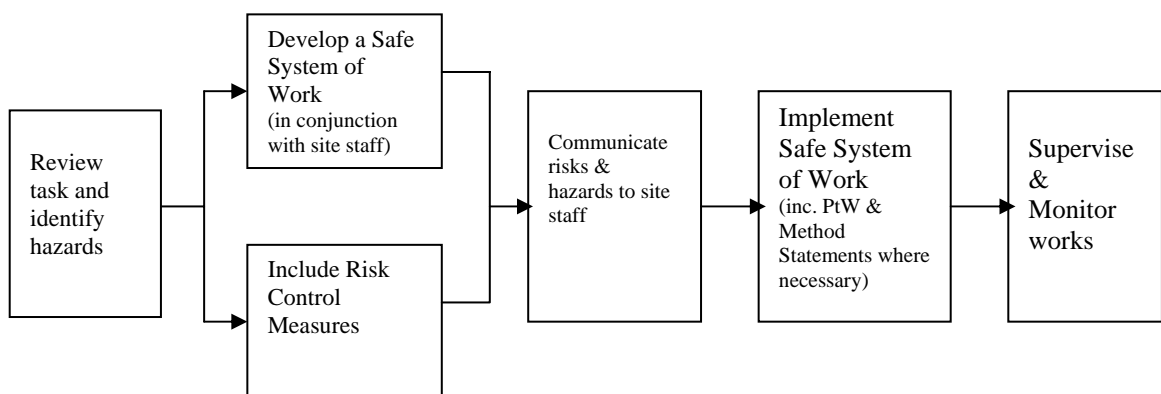 Review
task and
identify
hazards
Develop a Safe
System of
Work
(in conjunction
with site staff)
Include Risk
Control
Measures
Communicate
risks &
hazards to site
staff
Implement
Safe System
of Work
(inc. PtW &
Method
Statements where
necessary)
Supervise
&
Monitor
works